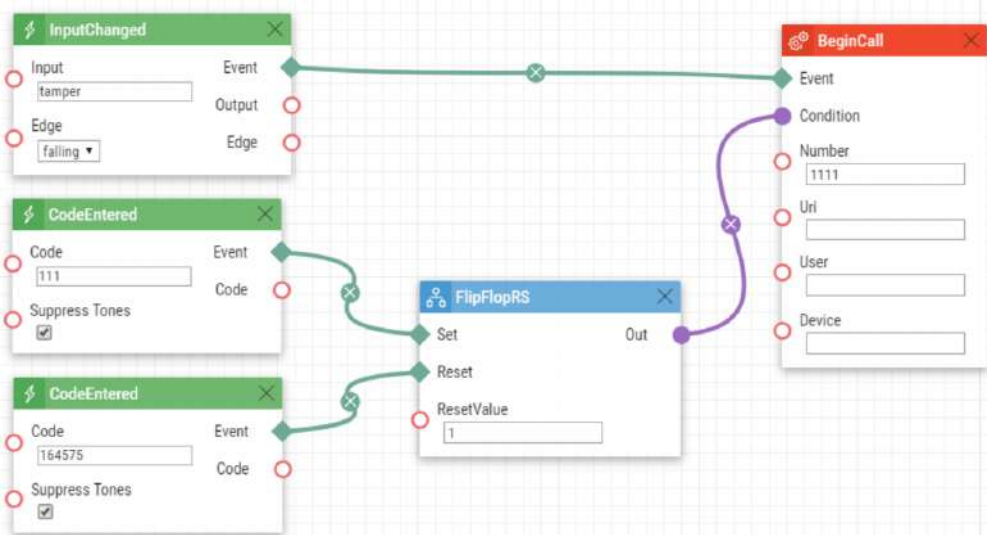 InputChanged
Input
Event
tamper
Output
Edge
Edge
falling
CodeEntered
Code
Event
111
Code
Suppress Tones
CodeEntered
Code
Event
164575
Code
Suppress Tones
FlipFlopRS
Set
Out
Reset
ResetValue
1
BeginCall
Event
Condition
Number
1111
Uri
User
Device